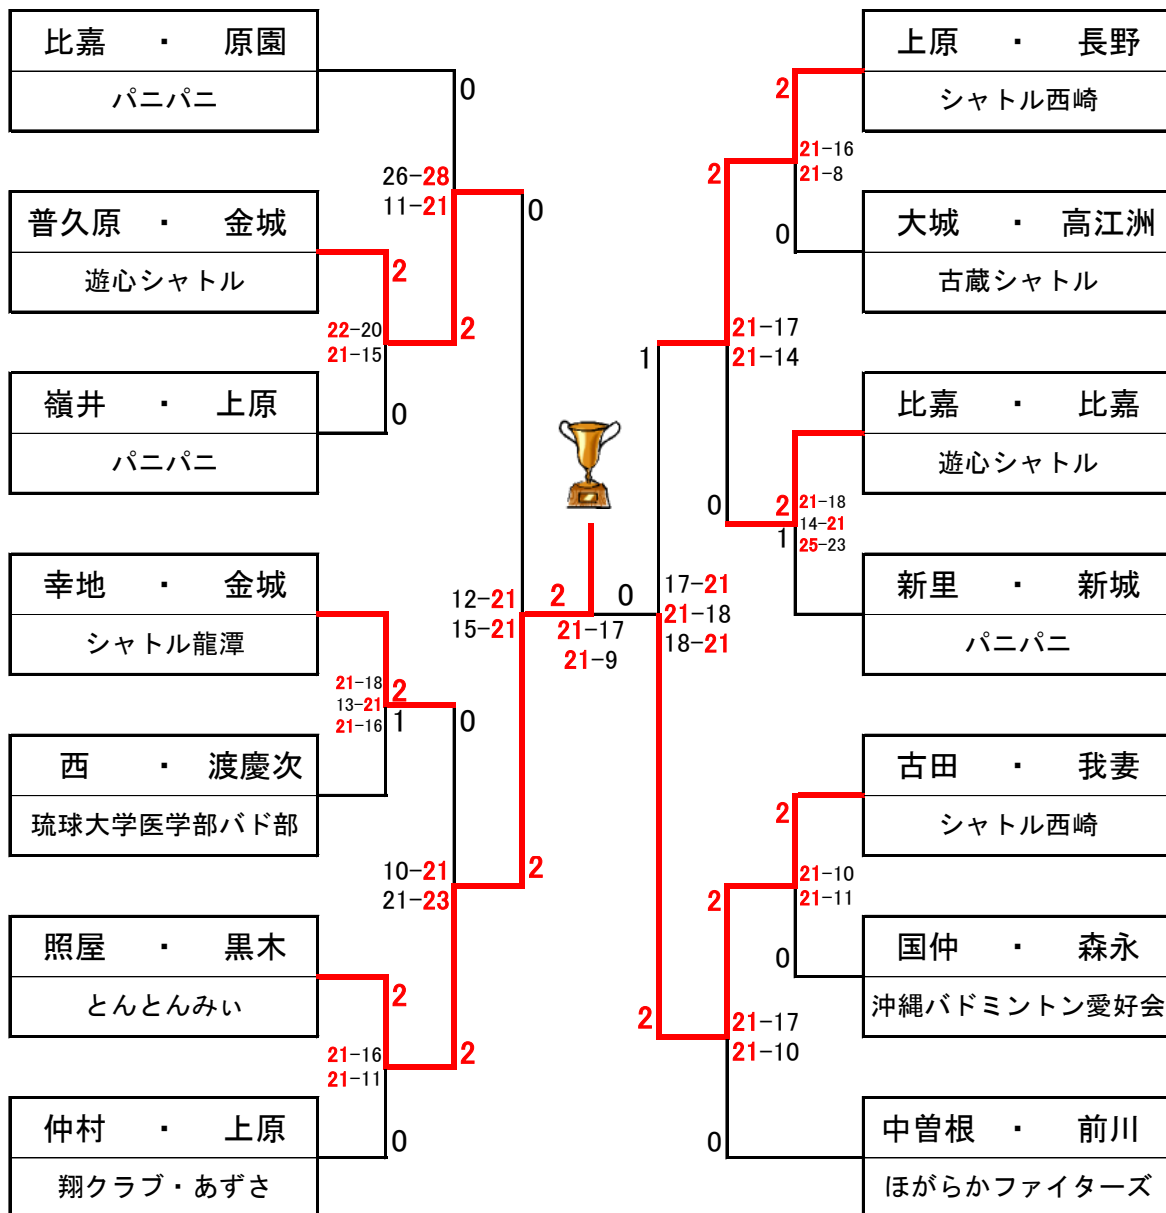 比嘉 ・ 原園
パニパニ
0
26-28
11-21
0
普久原 ・ 金城
遊心シャトル
2
22-20
21-15
2
嶺井 ・ 上原
パニパニ
0
幸地 ・ 金城
シャトル龍潭
21-18
13-21
21-16
2
1
0
西 ・ 渡慶次
琉球大学医学部バド部
10-21
21-23
2
照屋 ・ 黒木
とんとんみぃ
2
21-16
21-11
2
仲村 ・ 上原
翔クラブ・あずさ
0
12-21
15-21
2
0
21-17
21-9
上原 ・ 長野
シャトル西崎
2
21-16
21-8
2
0
大城 ・ 高江洲
古蔵シャトル
21-17
21-14
1
比嘉 ・ 比嘉
遊心シャトル
0
2
21-18
14-21
25-23
1
新里 ・ 新城
パニパニ
17-21
21-18
18-21
古田 ・ 我妻
シャトル西崎
2
21-10
21-11
2
0
国仲 ・ 森永
沖縄バドミントン愛好会
2
21-17
21-10
0
中曽根 ・ 前川
ほがらかファイターズ